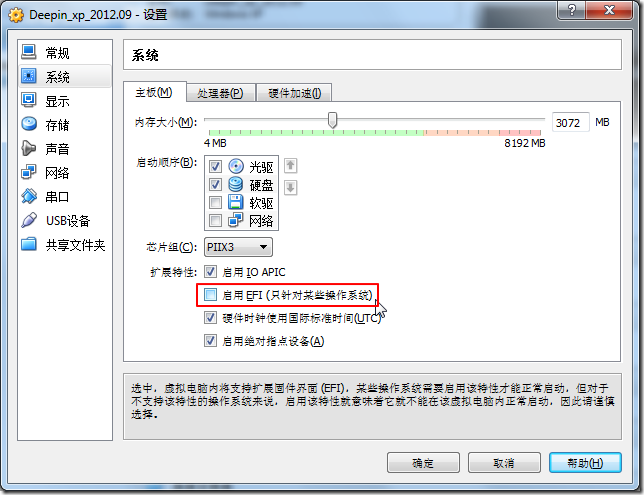 Deepin_xp_2012.09 - 设置
常规
系统
显示
存储
声音
网络
串口
USB设备
共享文件夹
系统
主板(M) 处理器(P) 硬件加速(I)
内存大小(M): 3072 MB
4 MB 8192 MB
启动顺序(B): 光驱
硬盘
软驱
网络
芯片组(C): PIIX3
扩展特性: 启用 IO APIC
启用 EFI (只针对某些操作系统)
硬件时钟使用国际标准时间(UTC)
启用绝对指点设备(A)
选中，虚拟电脑内将支持扩展固件界面 (EFI)，某些操作系统需要启用该特性才能正常启动，但对于
不支持该特性的操作系统来说，启用该特性就意味着它就不能在该虚拟电脑内正常启动，因此请谨慎
选择。
确定 取消 帮助(H)